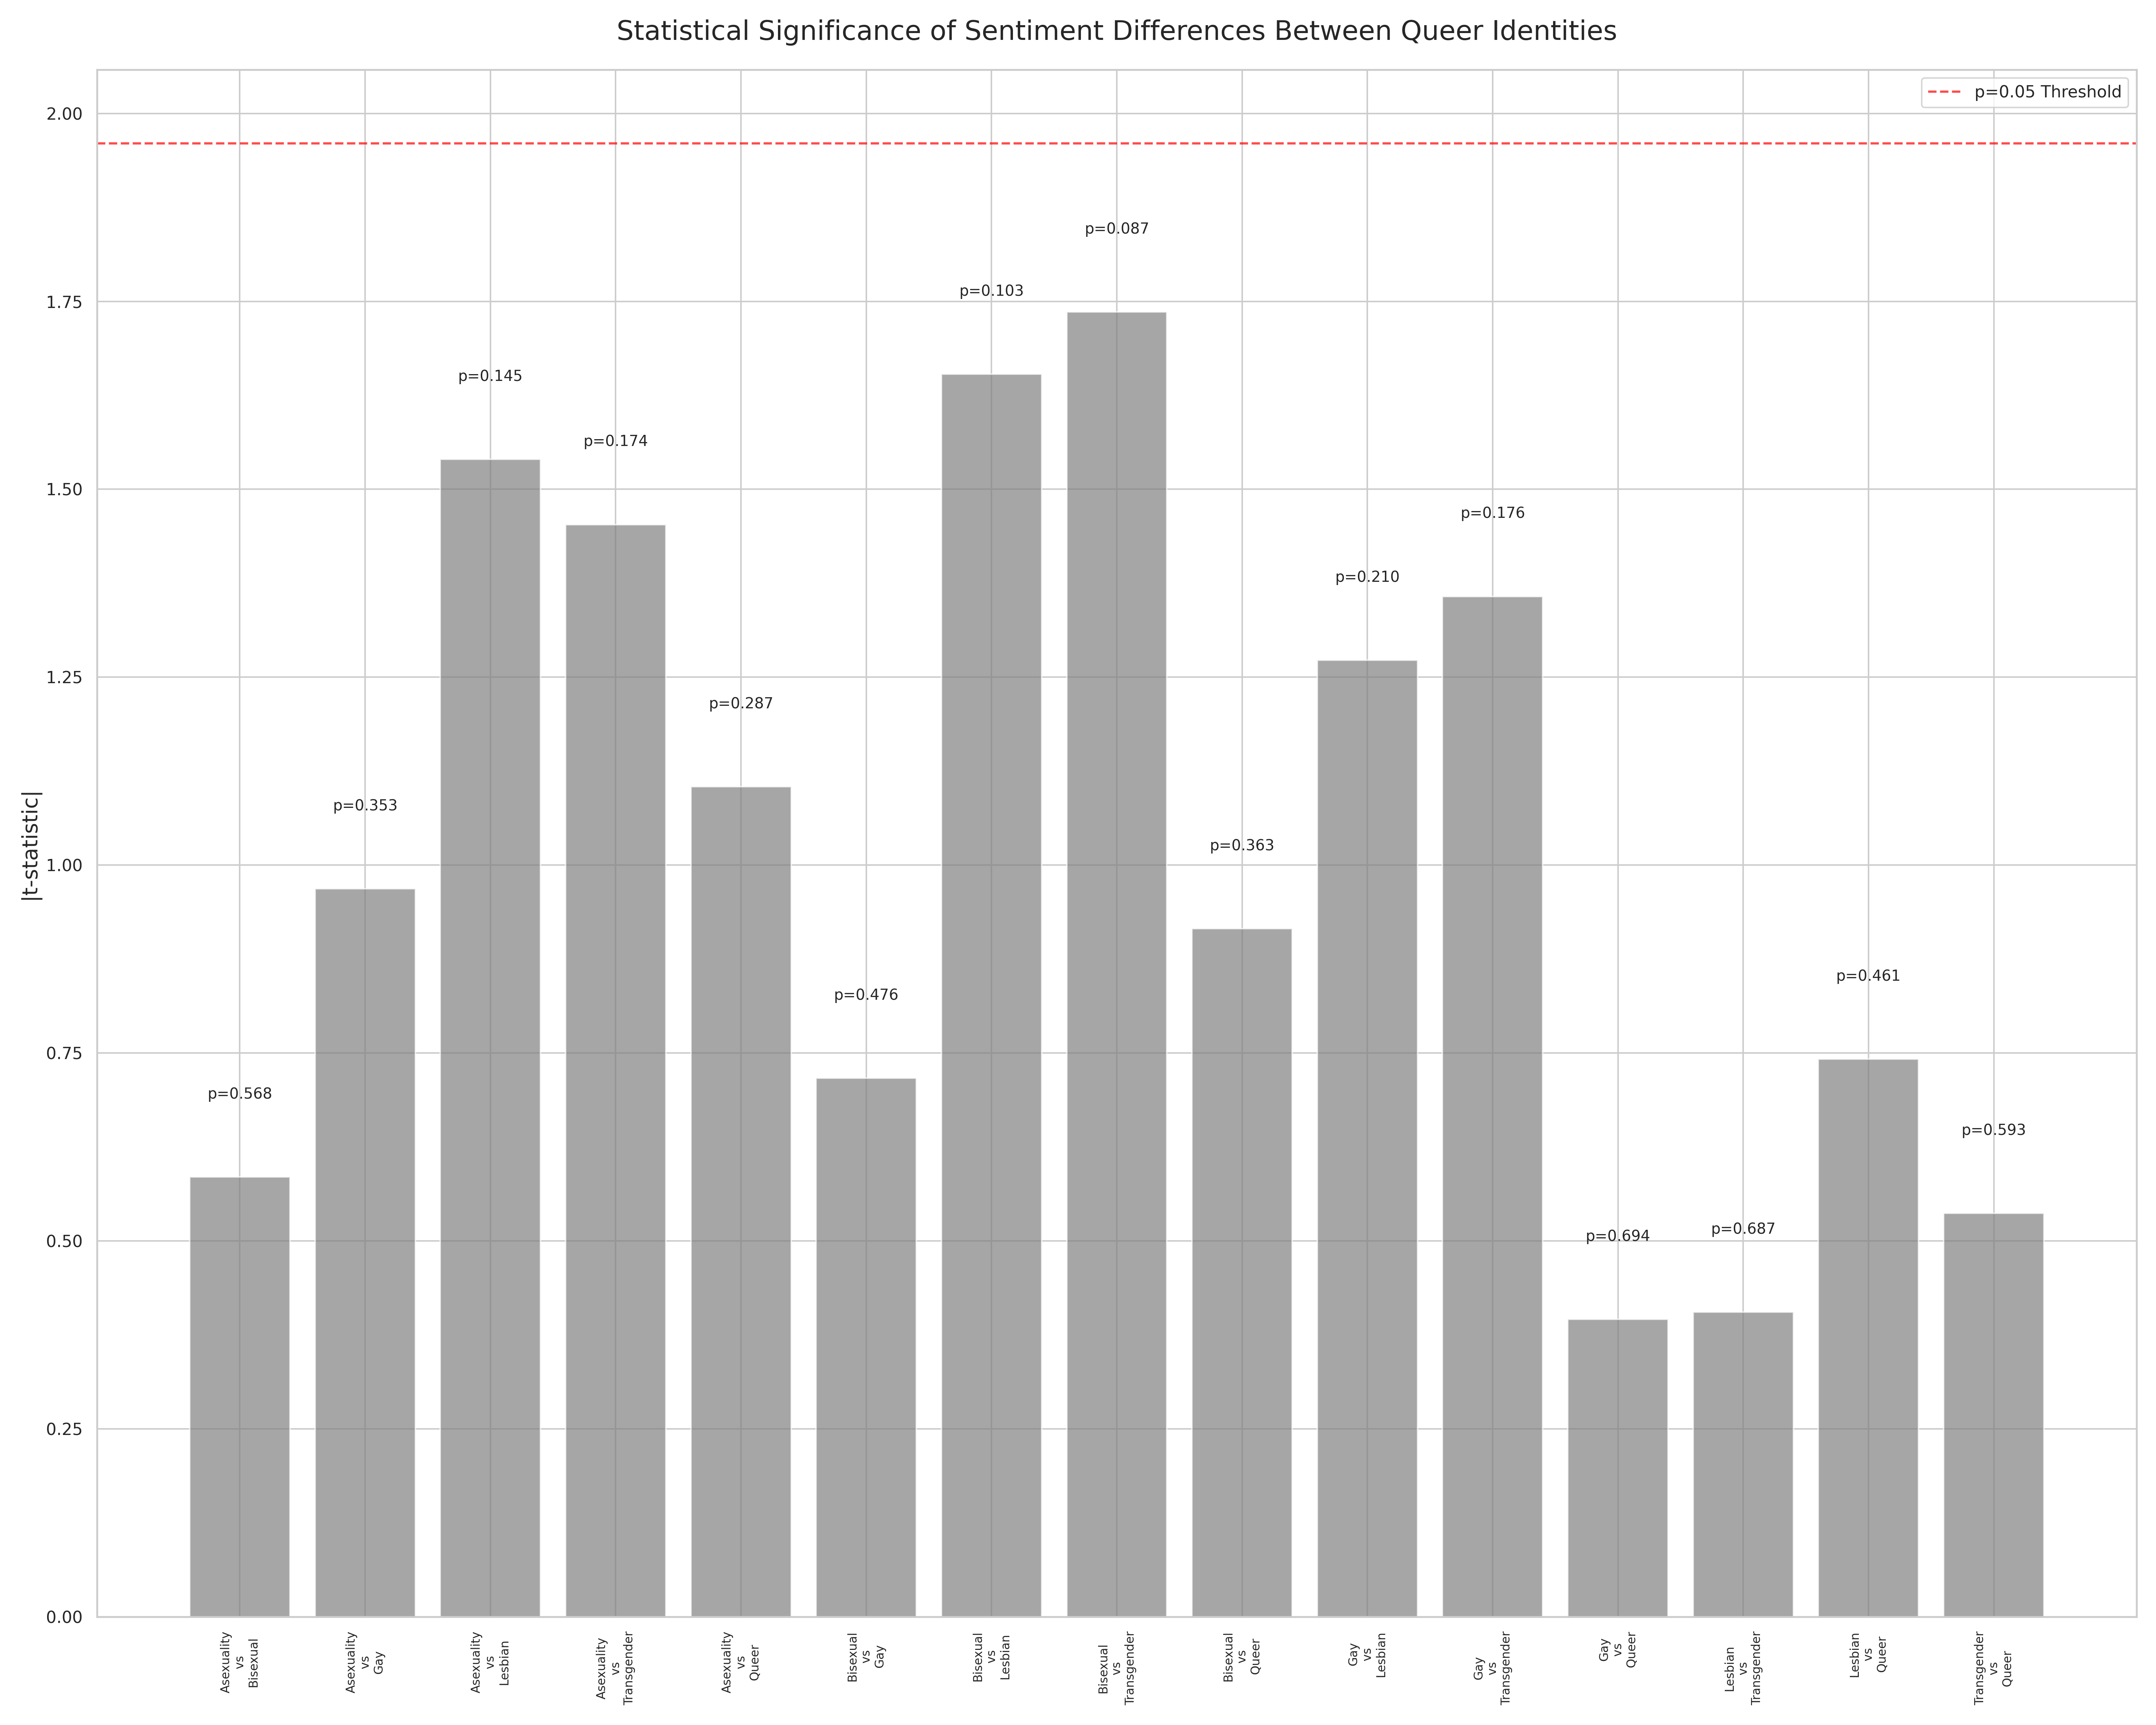 Statistical Significance of Sentiment Differences Between Queer Identities
p=0.05 Threshold
|t-statistic|
2.00
1.75
1.50
1.25
1.00
0.75
0.50
0.25
0.00
p=0.568
p=0.353
p=0.145
p=0.174
p=0.287
p=0.476
p=0.103
p=0.087
p=0.363
p=0.210
p=0.176
p=0.694
p=0.687
p=0.461
p=0.593
Asexuality
vs
Bisexual
Asexuality
vs
Gay
Asexuality
vs
Lesbian
Asexuality
vs
Transgender
Asexuality
vs
Queer
Bisexual
vs
Gay
Bisexual
vs
Lesbian
Bisexual
vs
Transgender
Bisexual
vs
Queer
Gay
vs
Lesbian
Gay
vs
Transgender
Gay
vs
Queer
Lesbian
vs
Transgender
Lesbian
vs
Queer
Transgender
vs
Queer